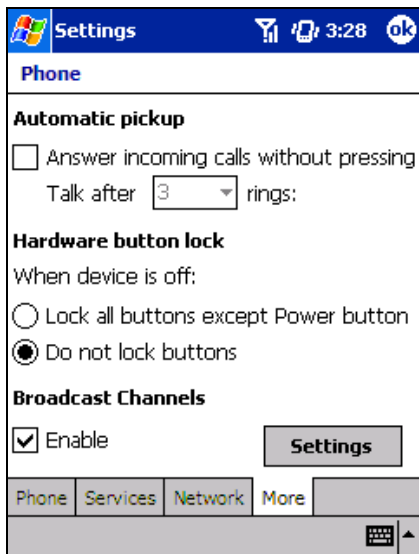 Settings 3:28 ok
Phone
Automatic pickup
Answer incoming calls without pressing
Talk after 3 rings:
Hardware button lock
When device is off:
Lock all buttons except Power button
Do not lock buttons
Broadcast Channels
Enable Settings
Phone Services Network More